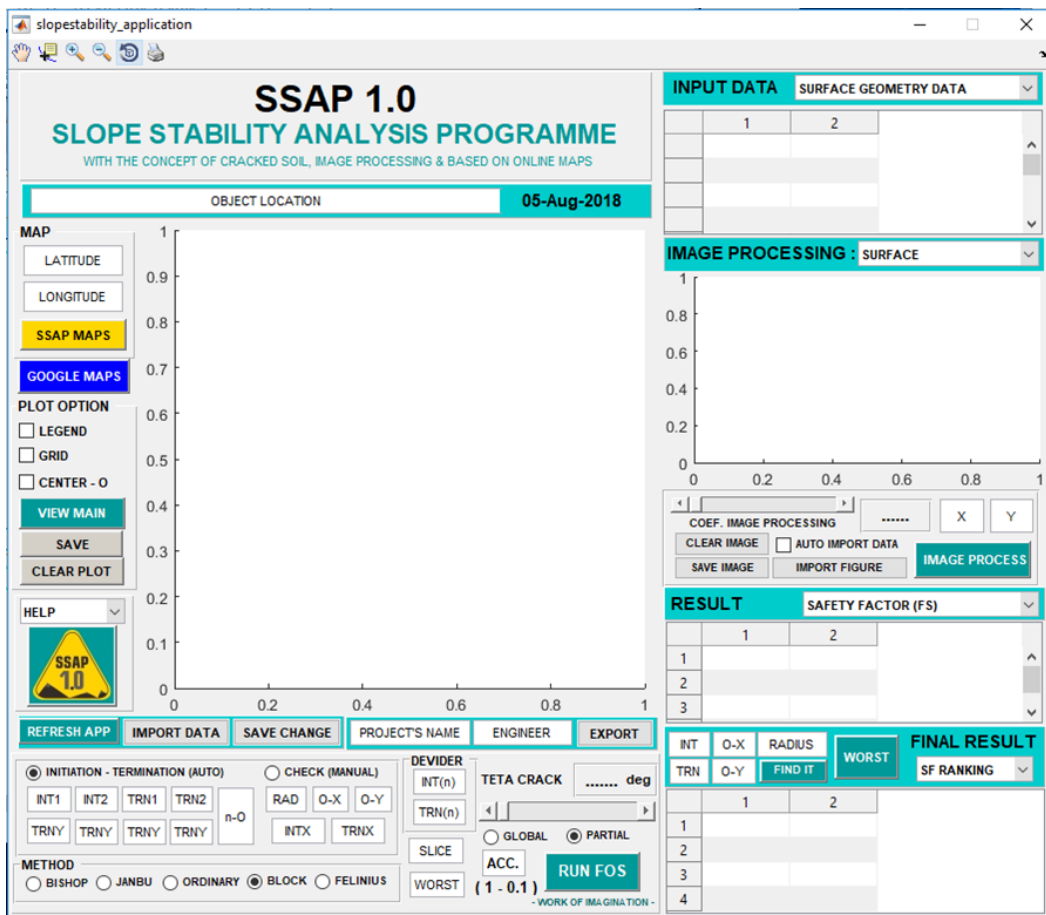 slopestability_application
SSAP 1.0
SLOPE STABILITY ANALYSIS PROGRAMME
WITH THE CONCEPT OF CRACKED SOIL, IMAGE PROCESSING & BASED ON ONLINE MAPS
OBJECT LOCATION
05-Aug-2018
MAP
LATITUDE
LONGITUDE
SSAP MAPS
GOOGLE MAPS
PLOT OPTION
LEGEND
GRID
CENTER - O
VIEW MAIN
SAVE
CLEAR PLOT
HELP
SSAP
1.0
1
0.9
0.8
0.7
0.6
0.5
0.4
0.3
0.2
0.1
0
0 0.2 0.4 0.6 0.8 1
REFRESH APP
IMPORT DATA
SAVE CHANGE
PROJECT'S NAME
ENGINEER
EXPORT
INITIATION - TERMINATION (AUTO)
INT1 INT2 TRN1 TRN2
TRNY TRNY TRNY TRNY
n-O
CHECK (MANUAL)
RAD O-X O-Y
INTX TRNX
METHOD
BISHOP JANBU ORDINARY BLOCK FELINIUS
DEVIDER
INT(n)
TRN(n)
SLICE
WORST
TETA CRACK
....... deg
GLOBAL PARTIAL
ACC.
( 1 - 0.1 )
RUN FOS
- WORK OF IMAGINATION -
INPUT DATA
SURFACE GEOMETRY DATA
1 2
IMAGE PROCESSING :
SURFACE
1
0.8
0.6
0.4
0.2
0
0 0.2 0.4 0.6 0.8 1
COEF. IMAGE PROCESSING
......
X
Y
CLEAR IMAGE
AUTO IMPORT DATA
SAVE IMAGE
IMPORT FIGURE
IMAGE PROCESS
RESULT
SAFETY FACTOR (FS)
1 2
1
2
3
INT O-X RADIUS
TRN O-Y FIND IT
WORST
FINAL RESULT
SF RANKING
1 2
1
2
3
4